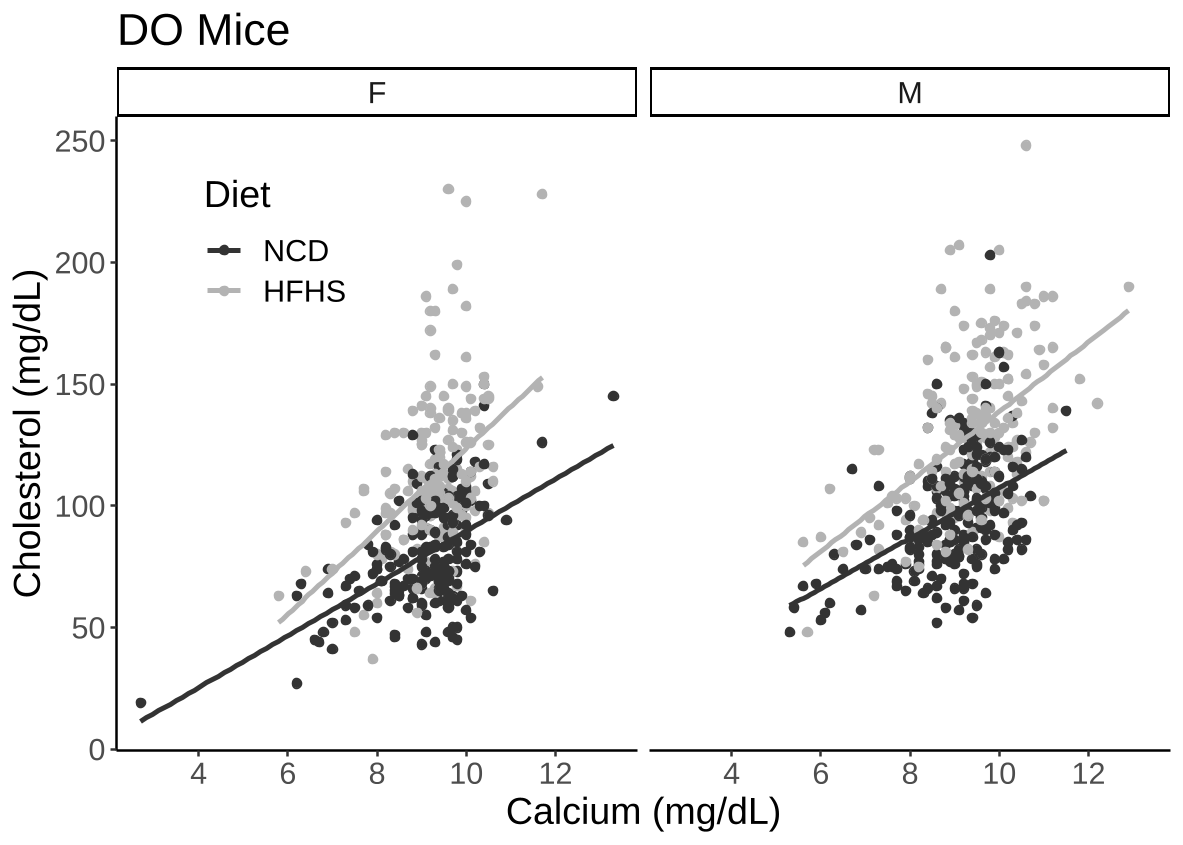 DO Mice
F
M
250
200
150
100
50
0
Cholesterol (mg/dL)
Diet
NCD
HFHS
4 6 8 10 12
4 6 8 10 12
Calcium (mg/dL)